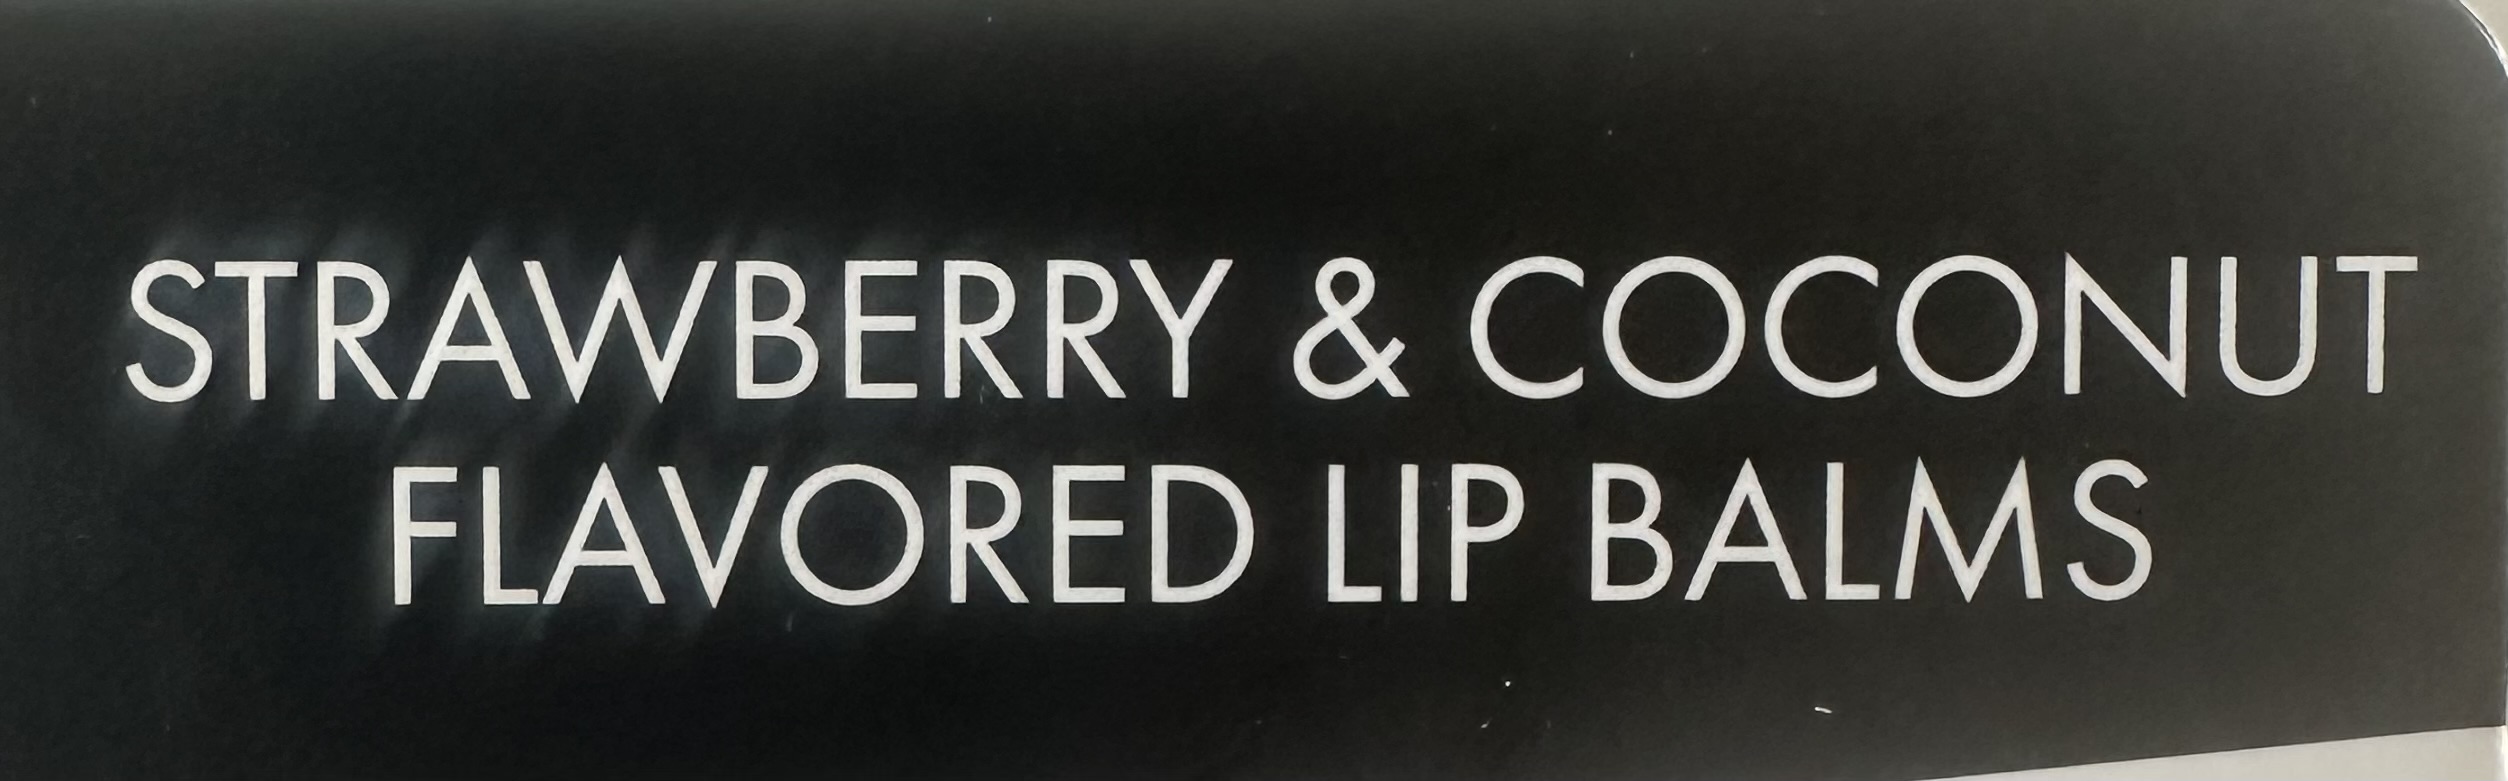 STRAWBERRY & COCONUT
FLAVORED LIP BALMS